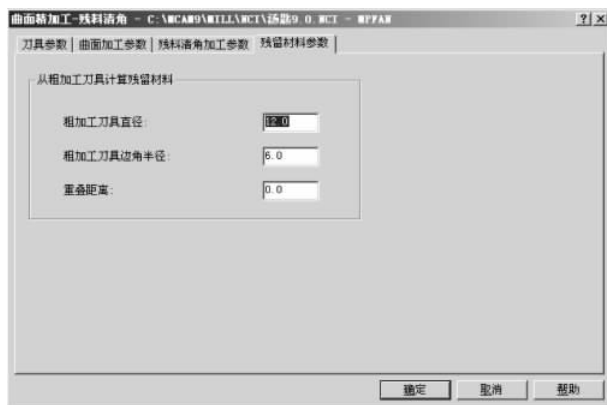 曲面精加工-残料清角 - C:\MCAM9\MILL\NCI\汤匙9.0.NCI - MPFAN
刀具参数 曲面加工参数 残料清角加工参数 残留材料参数
从粗加工刀具计算残留材料
粗加工刀具直径: 12.0
粗加工刀具边角半径: 6.0
重叠距离: 0.0
确定 取消 帮助